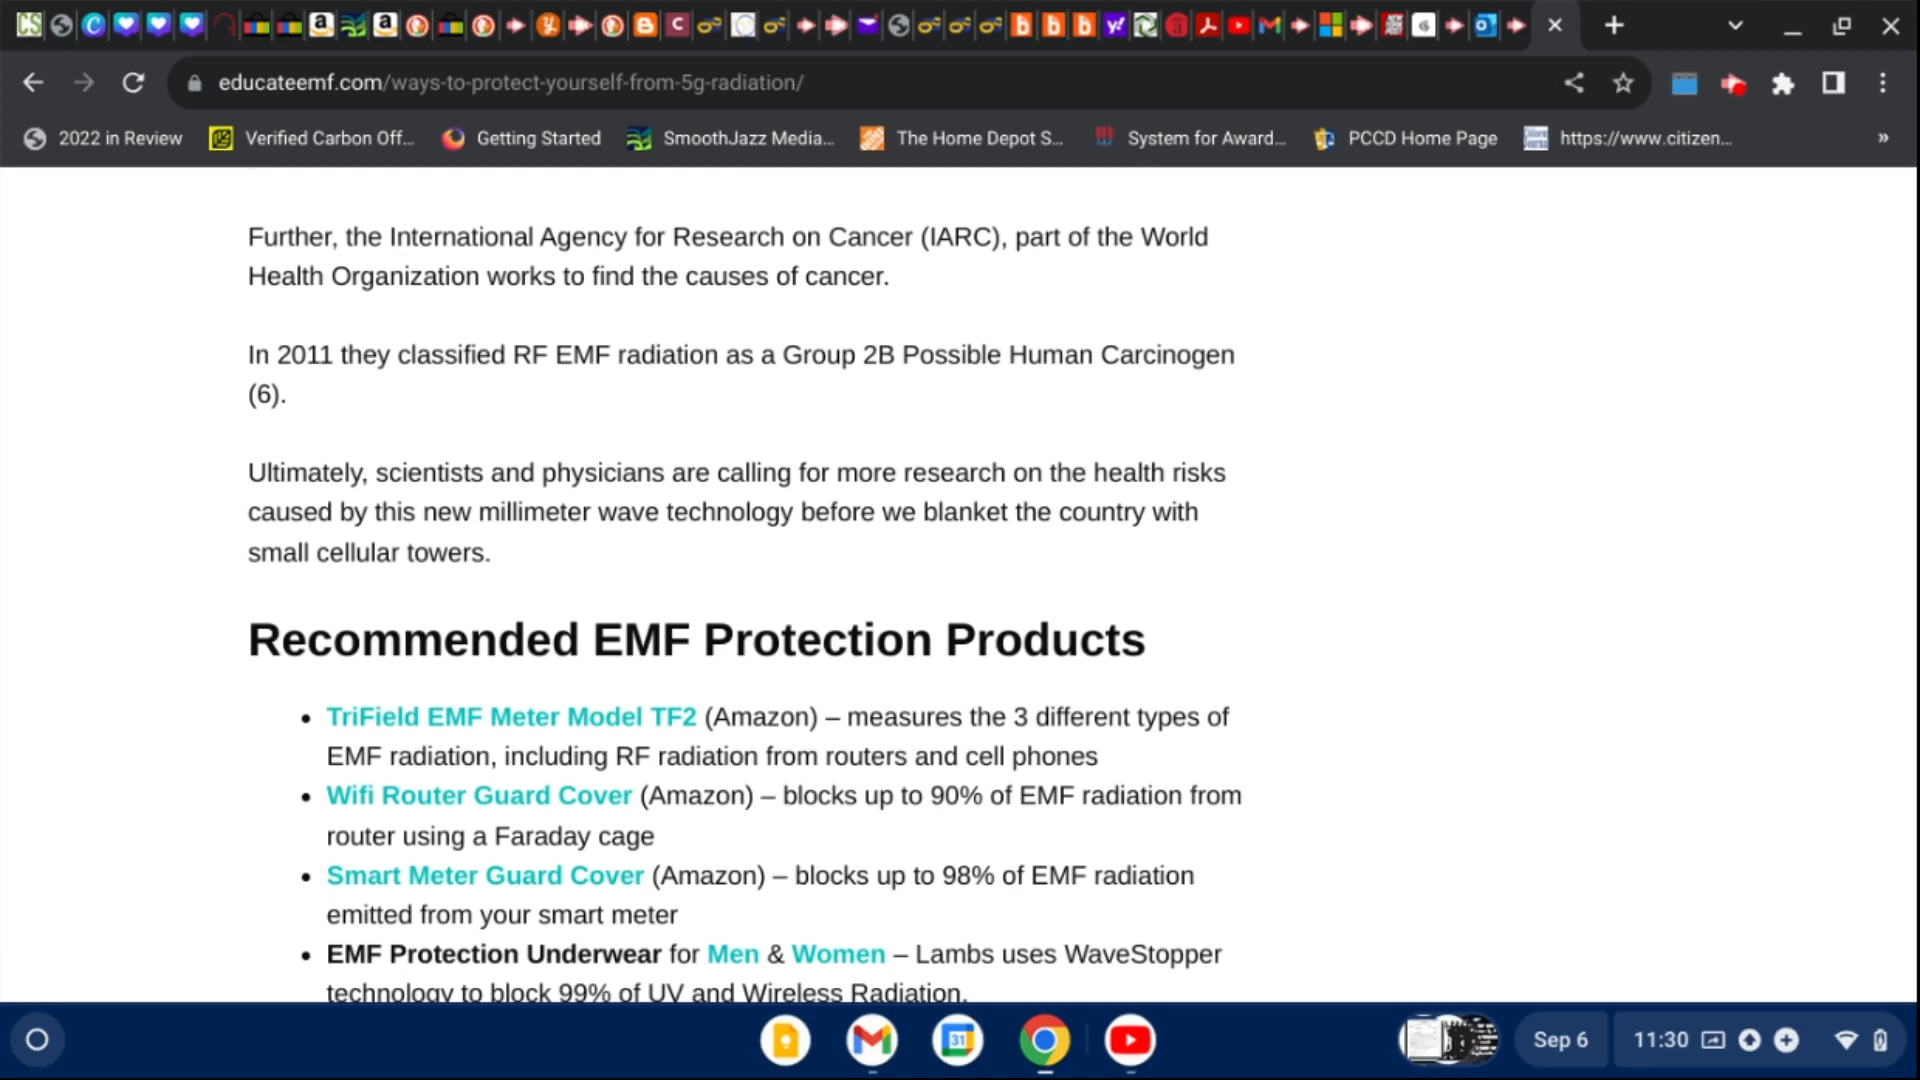 educateemf.com/ways-to-protect-yourself-from-5g-radiation/
2022 in Review
Verified Carbon Off...
Getting Started
SmoothJazz Media...
The Home Depot S...
System for Award...
PCCD Home Page
https://www.citizen...
»
Further, the International Agency for Research on Cancer (IARC), part of the World
Health Organization works to find the causes of cancer.
In 2011 they classified RF EMF radiation as a Group 2B Possible Human Carcinogen
(6).
Ultimately, scientists and physicians are calling for more research on the health risks
caused by this new millimeter wave technology before we blanket the country with
small cellular towers.
Recommended EMF Protection Products
• TriField EMF Meter Model TF2 (Amazon) – measures the 3 different types of
EMF radiation, including RF radiation from routers and cell phones
• Wifi Router Guard Cover (Amazon) – blocks up to 90% of EMF radiation from
router using a Faraday cage
• Smart Meter Guard Cover (Amazon) – blocks up to 98% of EMF radiation
emitted from your smart meter
• EMF Protection Underwear for Men & Women – Lambs uses WaveStopper
technology to block 99% of UV and Wireless Radiation.
31
Sep 6
11:30